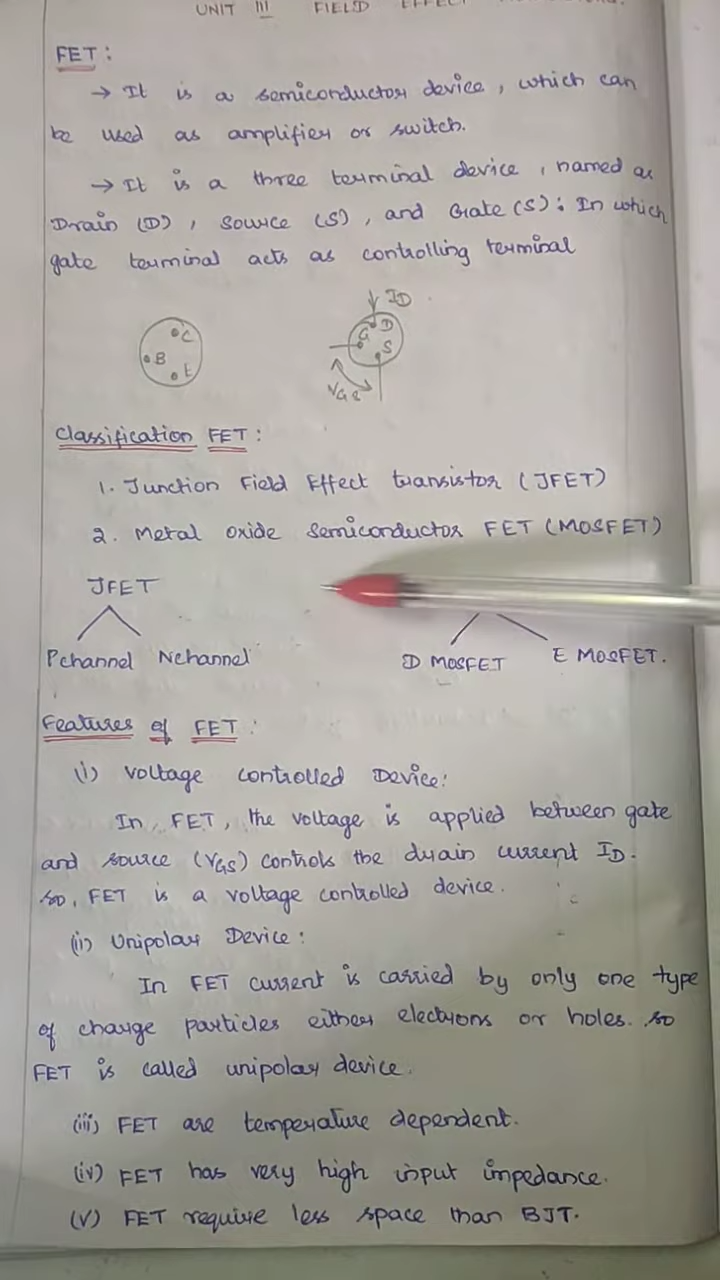 UNIT III FIELD EFFECT
FET:
→ It is a semiconductor device, which can
be used as amplifier or switch.
→ It is a three terminal device, named as
Drain (D), Source (S), and Gate (S): In which
gate terminal acts as controlling terminal
C
B
E
ID
G D
S
VGS
Classification FET:
1. Junction Field Effect transistor (JFET)
2. Metal Oxide Semiconductor FET (MOSFET)
JFET
P channel N channel
D MOSFET E MOSFET.
Features of FET:
(i) Voltage controlled Device:
In, FET, the voltage is applied between gate
and source (VGS) controls the drain current ID.
so, FET is a voltage controlled device.
(ii) Unipolar Device:
In FET current is carried by only one type
of charge particles either electrons or holes. so
FET is called unipolar device.
(iii) FET are temperature dependent.
(iv) FET has very high input impedance.
(V) FET require less space than BJT.